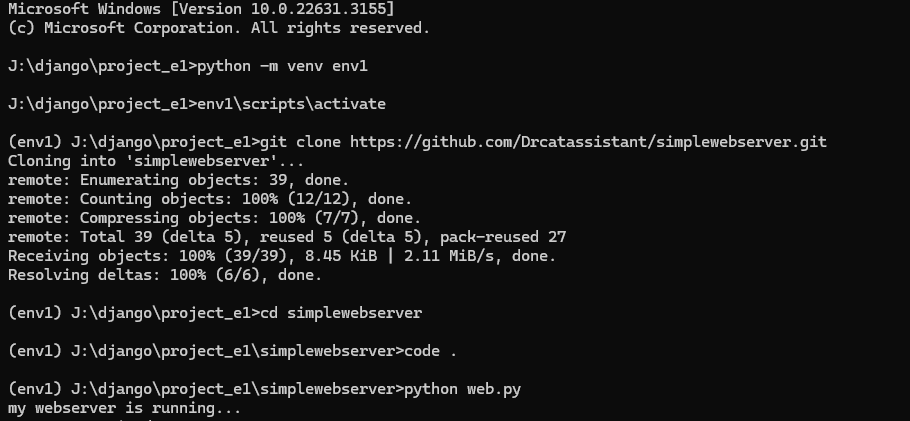 Microsoft Windows [Version 10.0.22631.3155]
(c) Microsoft Corporation. All rights reserved.
J:\django\project_e1>python -m venv env1
J:\django\project_e1>env1\scripts\activate
(env1) J:\django\project_e1>git clone https://github.com/Drcatassistant/simplewebserver.git
Cloning into 'simplewebserver'...
remote: Enumerating objects: 39, done.
remote: Counting objects: 100% (12/12), done.
remote: Compressing objects: 100% (7/7), done.
remote: Total 39 (delta 5), reused 5 (delta 5), pack-reused 27
Receiving objects: 100% (39/39), 8.45 KiB | 2.11 MiB/s, done.
Resolving deltas: 100% (6/6), done.
(env1) J:\django\project_e1>cd simplewebserver
(env1) J:\django\project_e1\simplewebserver>code .
(env1) J:\django\project_e1\simplewebserver>python web.py
my webserver is running...